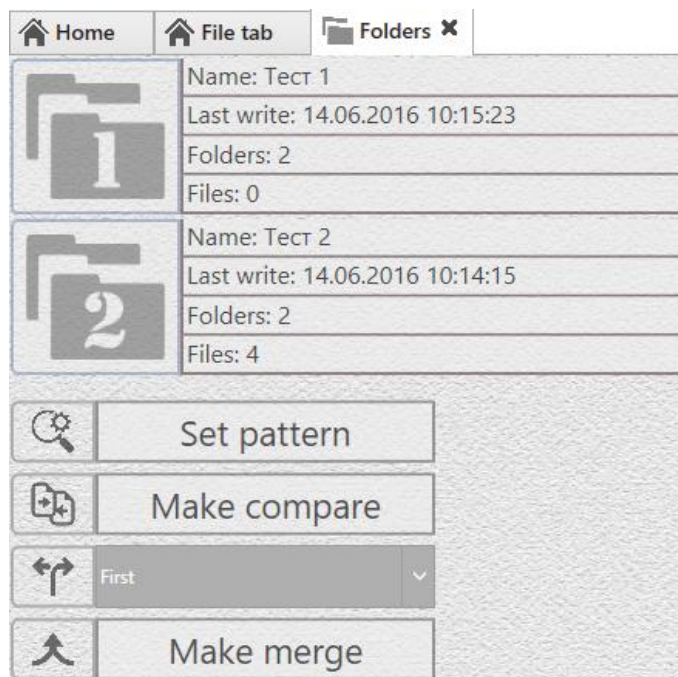 Home File tab Folders
Name: Тест 1
Last write: 14.06.2016 10:15:23
Folders: 2
Files: 0
1
Name: Тест 2
Last write: 14.06.2016 10:14:15
Folders: 2
Files: 4
2
Set pattern
Make compare
First
Make merge